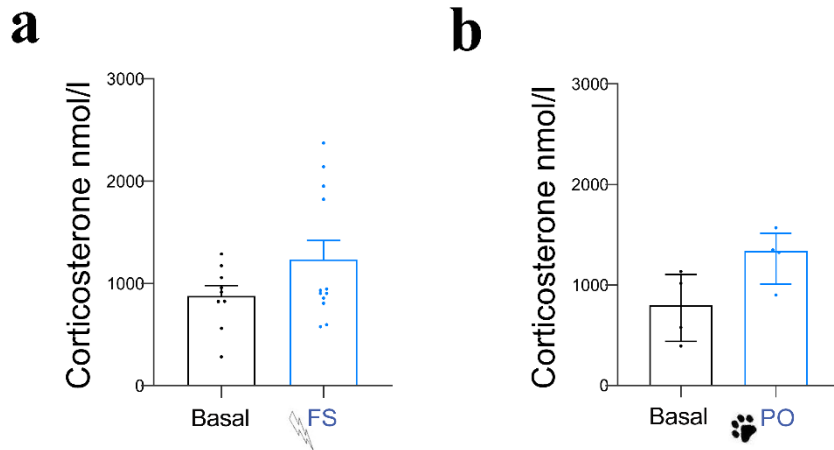 a
Corticosterone nmol/l
3000
2000
1000
0
Basal
FS
b
Corticosterone nmol/l
3000
2000
1000
0
Basal
PO